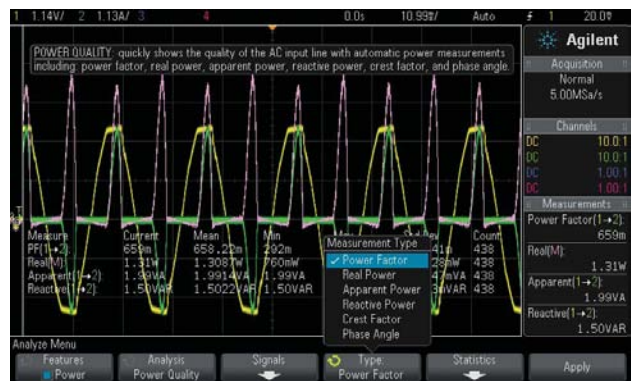 1 1.14V/ 2 1.13A/ 3 4 0.0s 10.99%/ Auto 1 20.0V
POWER QUALITY: quickly shows the quality of the AC input line with automatic power measurements
including: power factor, real power, apparent power, reactive power, crest factor, and phase angle.
Agilent
Acquisition
Normal
5.00MSa/s
Channels
DC 10.0:1
DC 10.0:1
DC 1.00:1
DC 1.00:1
Measurements
Power Factor(1→2):
659m
Real(M):
1.31W
Apparent(1→2):
1.99VA
Reactive(1→2):
1.50VAR
Measure Current Mean Min Count
PF(1→2): 659m 658.22m 292m 438
Real(M): 1.31W 1.3087W 760mW 438
Apparent(1→2): 1.99VA 1.9914VA 1.99VA 438
Reactive(1→2): 1.50VAR 1.5022VAR 1.50VAR 438
Measurement Type
Power Factor
Real Power
Apparent Power
Reactive Power
Crest Factor
Phase Angle
Analyze Menu
Features
Power
Analysis
Power Quality
Signals
Type:
Power Factor
Statistics
Apply